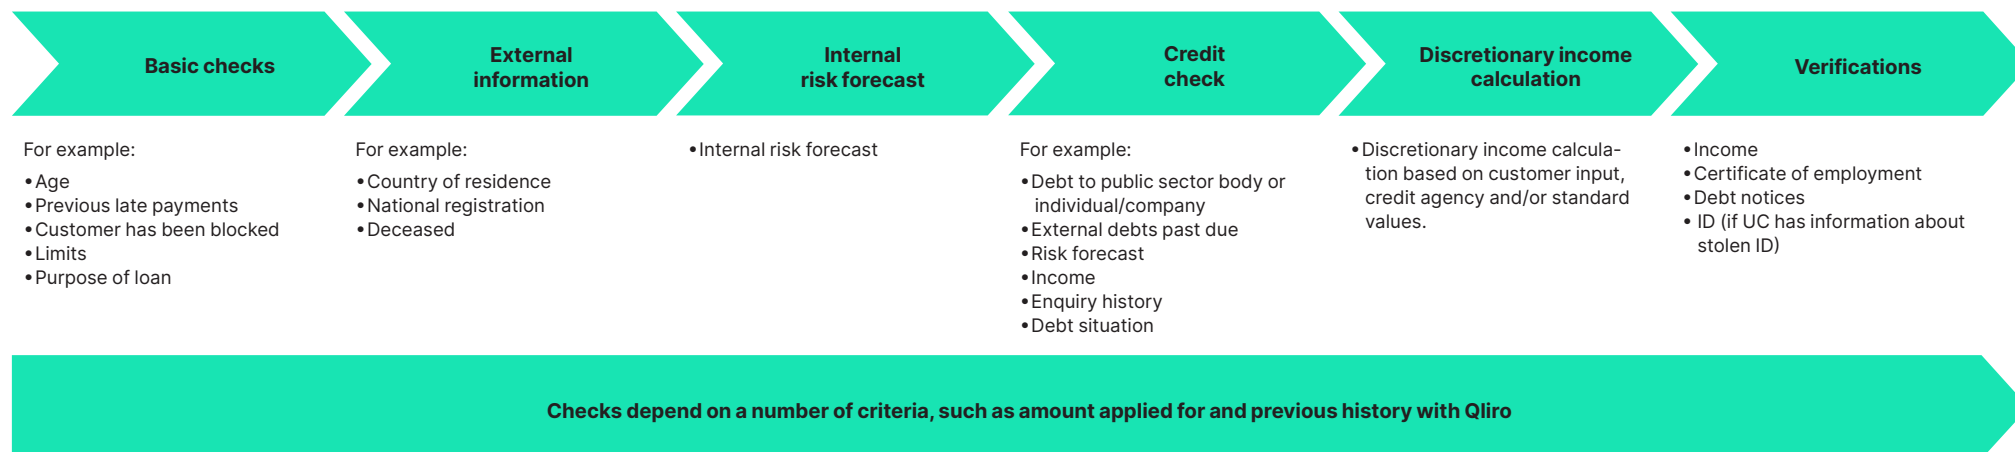 Basic checks
External
information
Internal
risk forecast
Credit
check
Discretionary income
calculation
Verifications
For example:
•Age
•Previous late payments
•Customer has been blocked
•Limits
•Purpose of loan
For example:
•Country of residence
•National registration
•Deceased
•Internal risk forecast
For example:
•Debt to public sector body or
individual/company
•External debts past due
•Risk forecast
•Income
•Enquiry history
•Debt situation
•Discretionary income calcula-
tion based on customer input,
credit agency and/or standard
values.
•Income
•Certificate of employment
•Debt notices
• ID (if UC has information about
stolen ID)
Checks depend on a number of criteria, such as amount applied for and previous history with Qliro